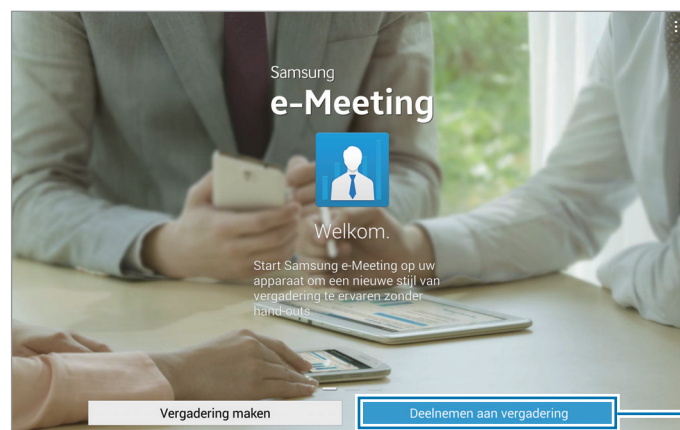 Samsung
e-Meeting
Welkom.
Start Samsung e-Meeting op uw
apparaat om een nieuwe stijl van
vergadering te ervaren zonder
hand-outs.
Vergadering maken
Deelnemen aan vergadering